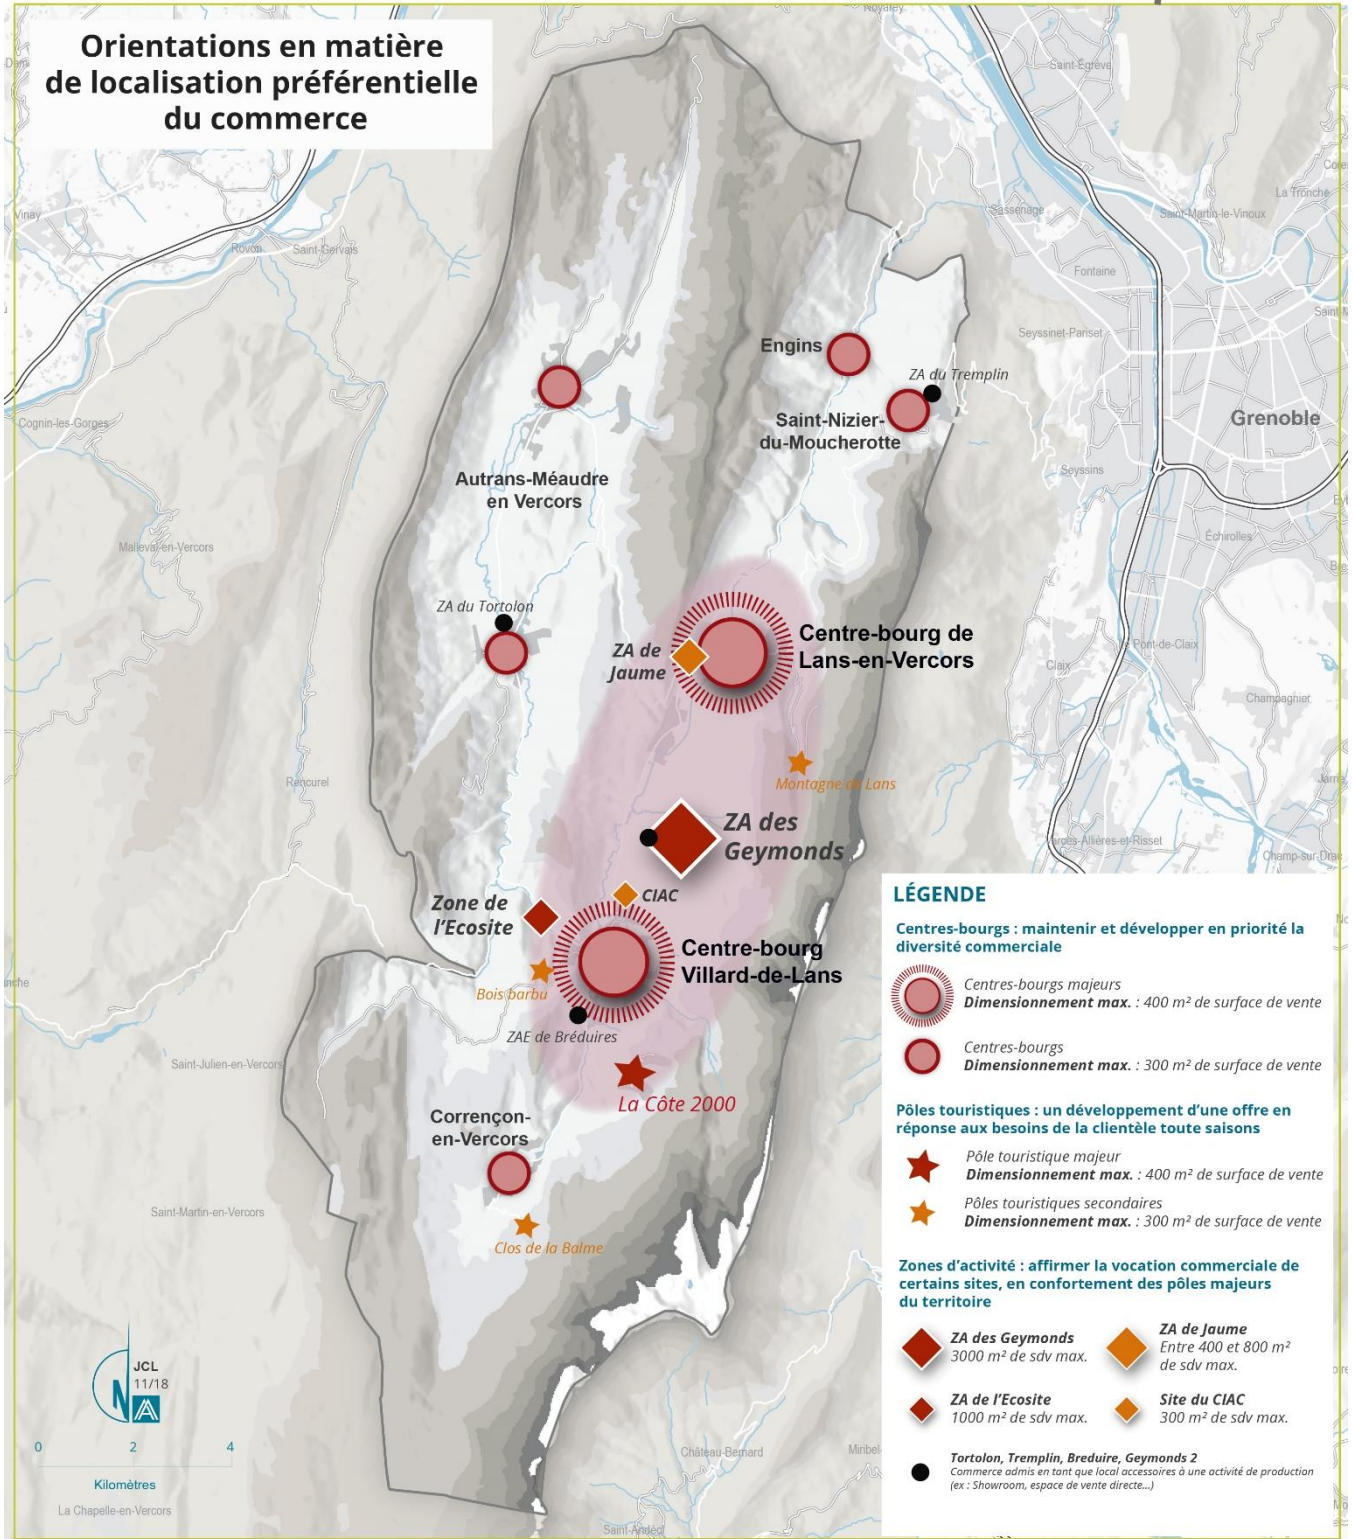 Orientations en matière
de localisation préférentielle
du commerce
Noyarey
Saint-Egrève
La Tronche
Saint-Martin-le-Vinoux
Sassenage
Vinay
Rovon
Saint-Gervais
Fontaine
Seyssinet-Pariset
Engins
ZA du Tremplin
Saint-Nizier-
du-Moucherotte
Grenoble
Cognin-les-Gorges
Seyssins
Autrans-Méaudre
en Vercors
Malleval-en-Vercors
Échirolles
ZA du Tortolon
ZA de
Jaume
Centre-bourg de
Lans-en-Vercors
Pont-de-Claix
Claix
Champagnier
Rencurel
Montagne de Lans
ZA des
Geymonds
Varces-Allières-et-Risset
Champ-sur-Drac
CIAC
Zone de
l'Ecosite
Centre-bourg
Villard-de-Lans
Bois barbu
ZAE de Bréduires
Saint-Julien-en-Vercors
La Côte 2000
Corrençon-
en-Vercors
Saint-Martin-en-Vercors
Clos de la Balme
Château-Bernard
Saint-Andéol
La Chapelle-en-Vercors
JCL
11/18
N
0 2 4
Kilomètres
LÉGENDE
Centres-bourgs : maintenir et développer en priorité la
diversité commerciale
Centres-bourgs majeurs
Dimensionnement max. : 400 m² de surface de vente
Centres-bourgs
Dimensionnement max. : 300 m² de surface de vente
Pôles touristiques : un développement d'une offre en
réponse aux besoins de la clientèle toute saisons
Pôle touristique majeur
Dimensionnement max. : 400 m² de surface de vente
Pôles touristiques secondaires
Dimensionnement max. : 300 m² de surface de vente
Zones d'activité : affirmer la vocation commerciale de
certains sites, en confortement des pôles majeurs
du territoire
ZA des Geymonds
3000 m² de sdv max.
ZA de Jaume
Entre 400 et 800 m²
de sdv max.
ZA de l'Ecosite
1000 m² de sdv max.
Site du CIAC
300 m² de sdv max.
Tortolon, Tremplin, Breduire, Geymonds 2
Commerce admis en tant que local accessoires à une activité de production
(ex : Showroom, espace de vente directe...)